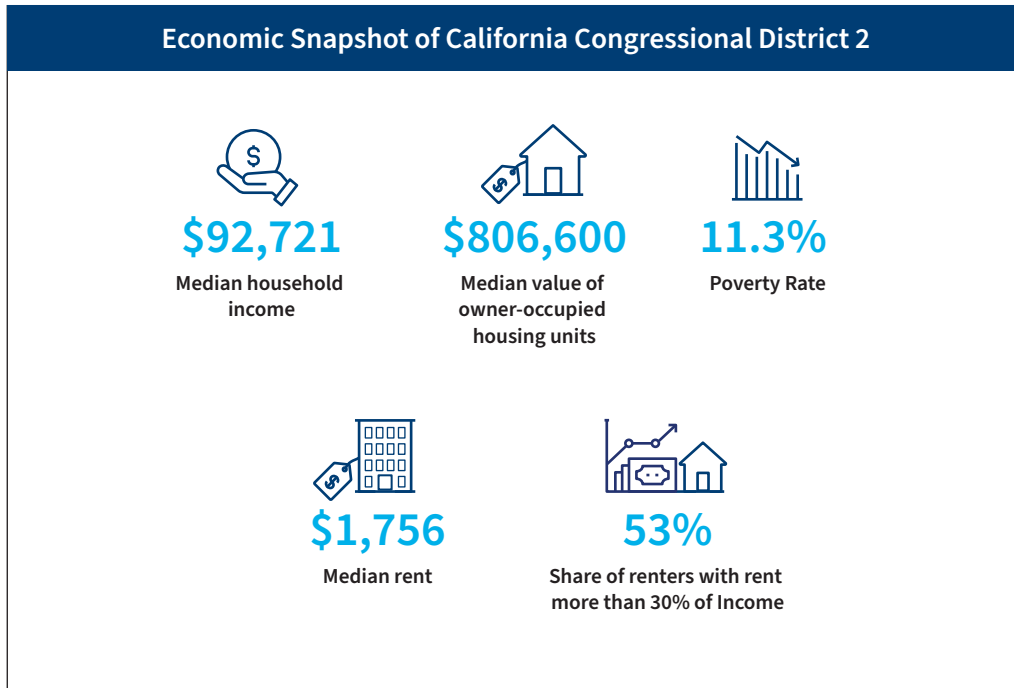 Economic Snapshot of California Congressional District 2
$
$
$92,721
$806,600
11.3%
Median household
income
Median value of
owner-occupied
housing units
Poverty Rate
$
$1,756
53%
Median rent
Share of renters with rent
more than 30% of Income